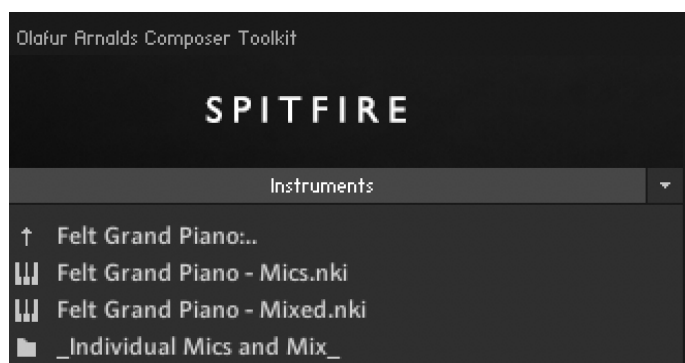 Olafur Arnalds Composer Toolkit
SPITFIRE
Instruments
Felt Grand Piano:..
Felt Grand Piano - Mics.nki
Felt Grand Piano - Mixed.nki
_Individual Mics and Mix_